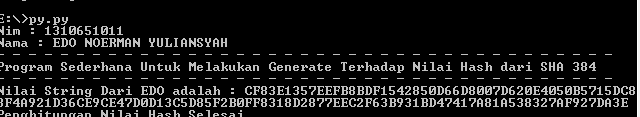 E:\>py.py
Nim : 1310651011
Nama : EDO NOERMAN YULIANSYAH
- - - - - - - - - - - - - - - - - - - - - - - - - - - - - - - - - - - - - - -
Program Sederhana Untuk Melakukan Generate Terhadap Nilai Hash dari SHA 384
- - - - - - - - - - - - - - - - - - - - - - - - - - - - - - - - - - - - - - -
Nilai String Dari EDO adalah : CF83E1357EEFB8BDF1542850D66D8007D620E4050B5715DC8
3F4A921D36CE9CE47D0D13C5D85F2B0FF8318D2877EEC2F63B931BD47417A81A538327AF927DA3E
Penghitungan Nilai Hash Selesai